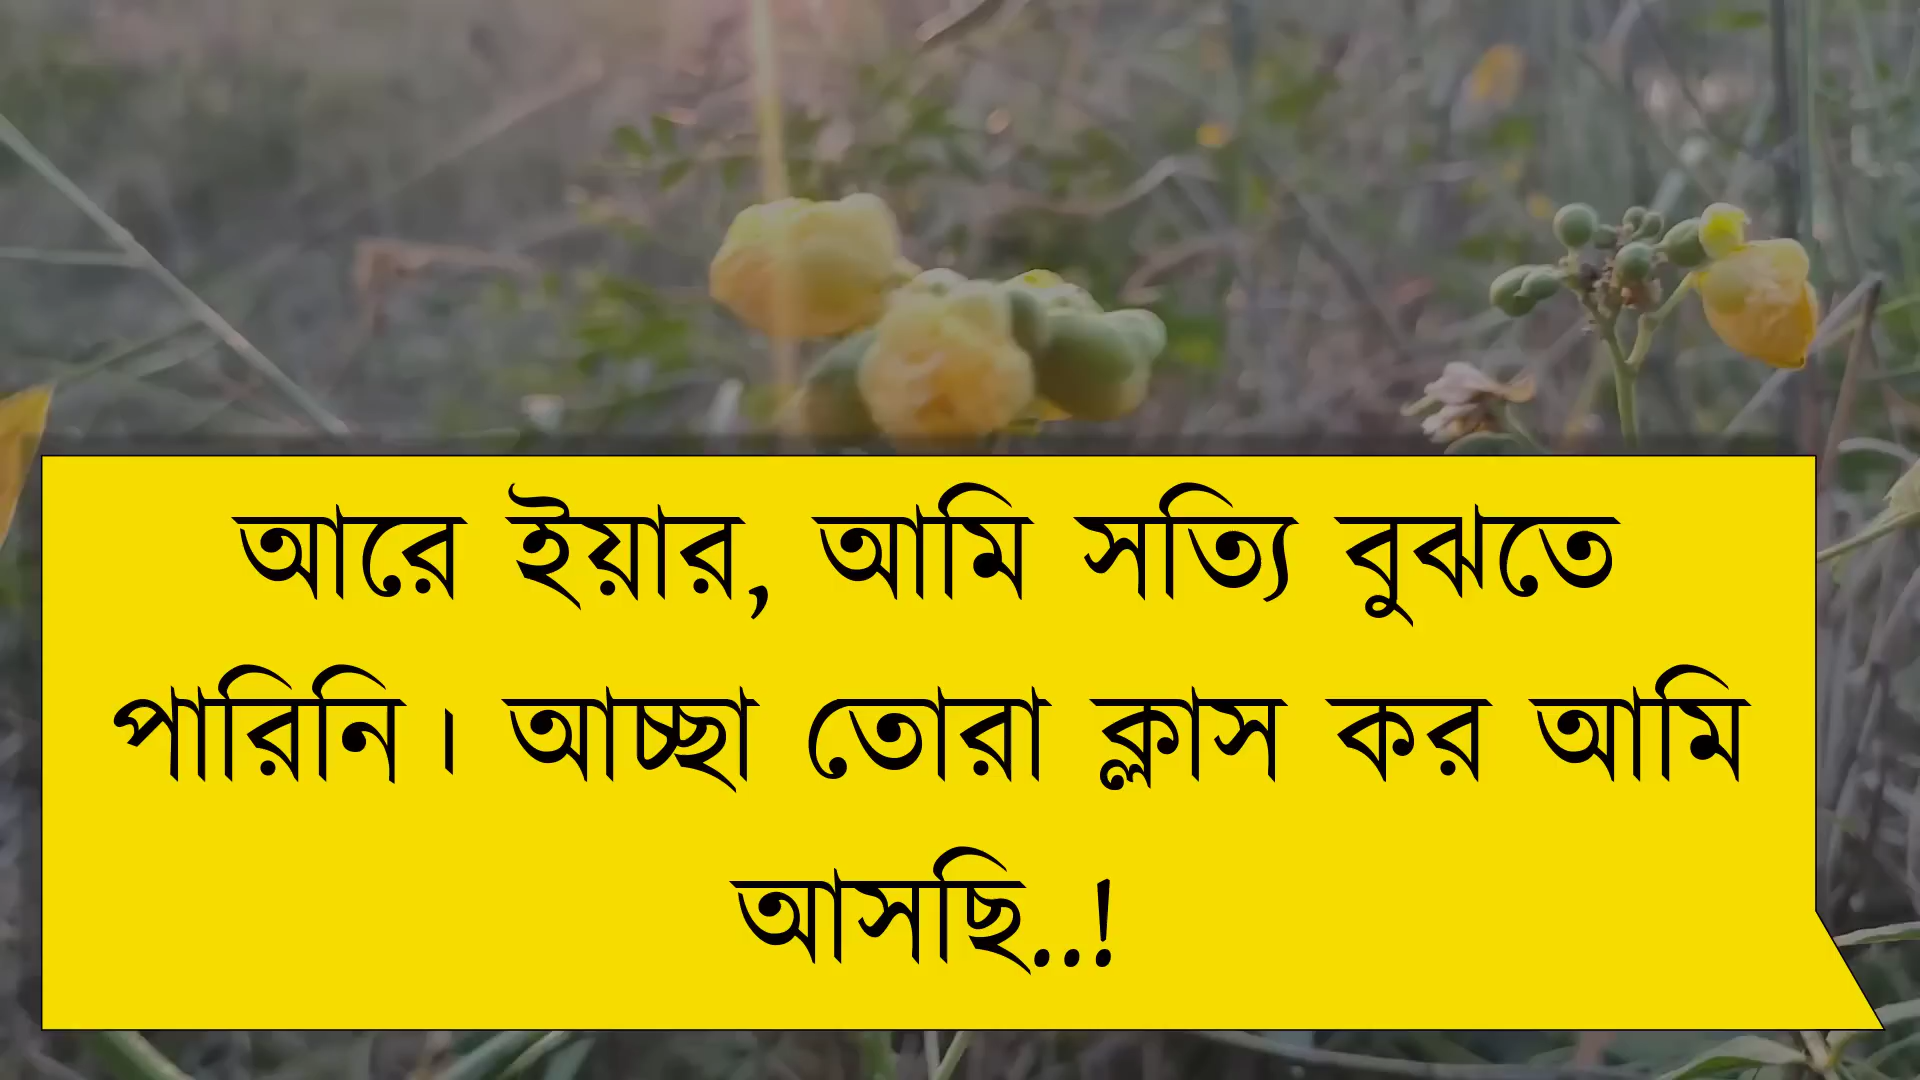 আরে ইয়ার, আমি সত্যি বুঝতে
পারিনি। আচ্ছা তোরা ক্লাস কর আমি
আসছি..!